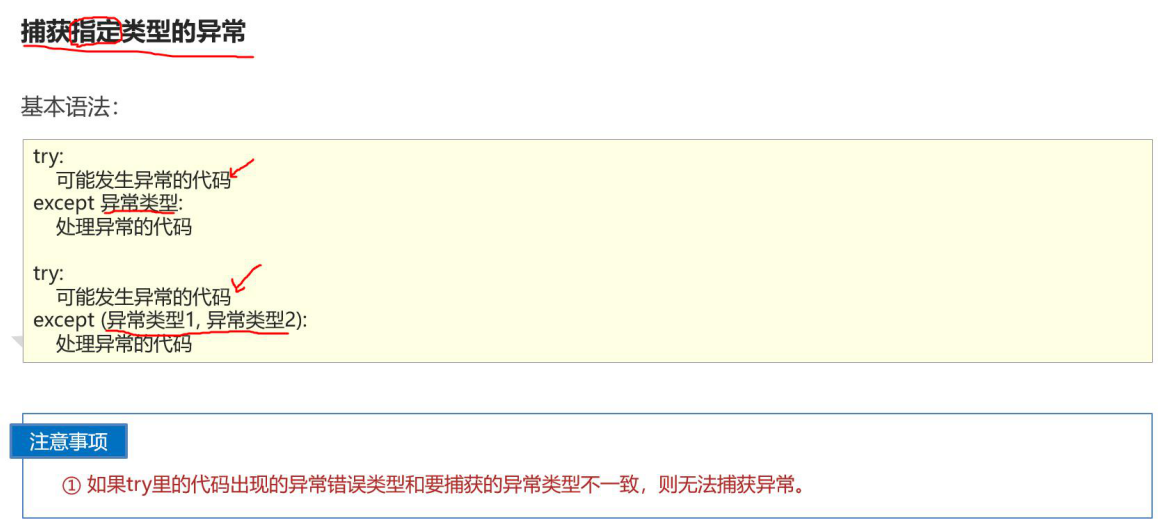 捕获指定类型的异常
基本语法：
try:
    可能发生异常的代码
except 异常类型:
    处理异常的代码
try:
    可能发生异常的代码
except (异常类型1, 异常类型2):
    处理异常的代码
注意事项
① 如果try里的代码出现的异常错误类型和要捕获的异常类型不一致，则无法捕获异常。